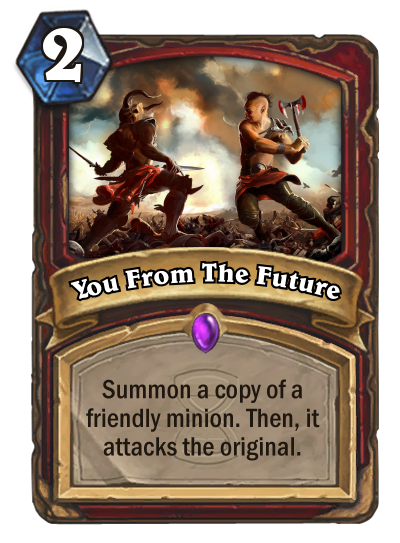 2
You From The Future
Summon a copy of a
friendly minion. Then, it
attacks the original.